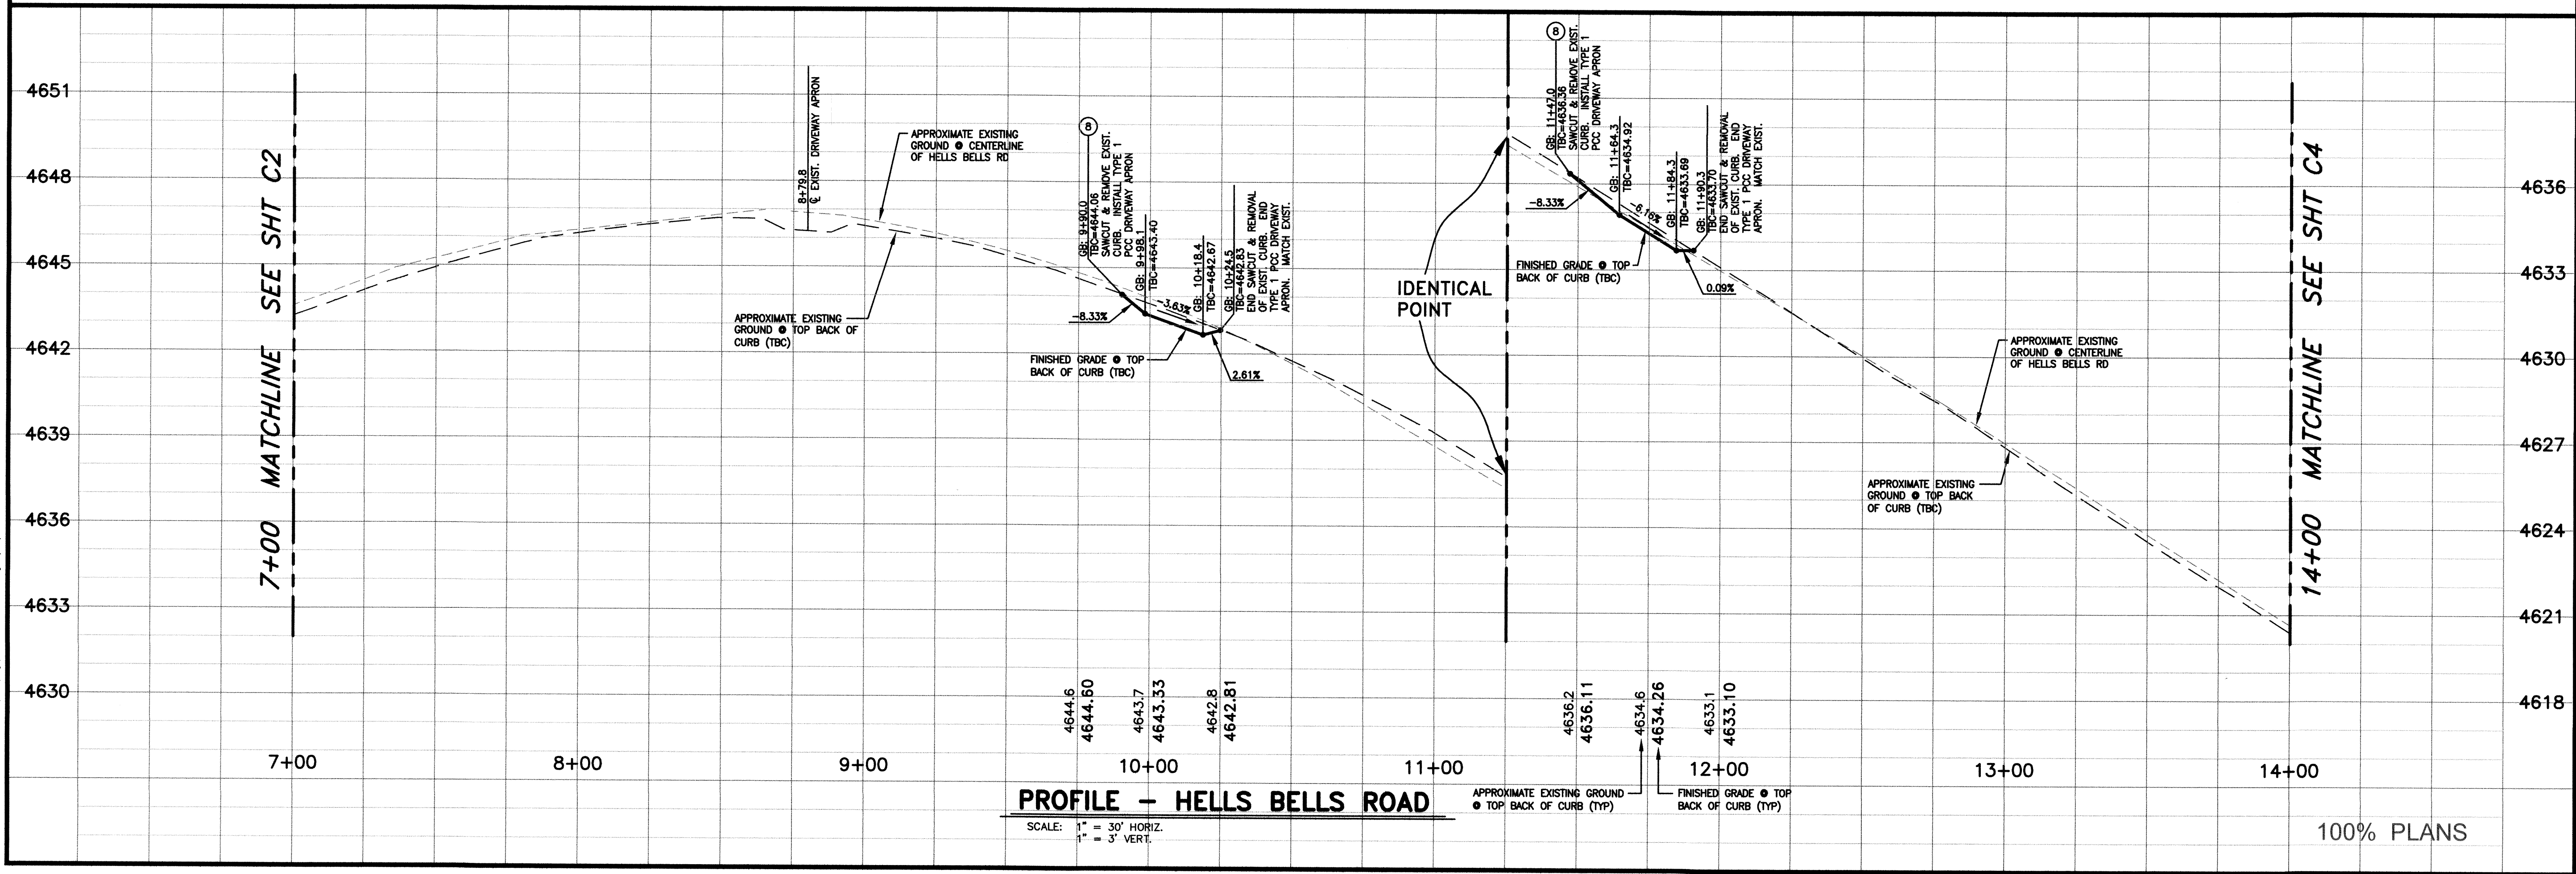 4651
4648
4645
4642
4639
4636
4633
4630
7+00 MATCHLINE SEE SHT C2
8+79.8
℄ EXIST. DRIVEWAY APRON
APPROXIMATE EXISTING
GROUND @ CENTERLINE
OF HELLS BELLS RD
APPROXIMATE EXISTING
GROUND @ TOP BACK OF
CURB (TBC)
8
GB: 9+90.0
TBC=4644.06
SAWCUT & REMOVE EXIST.
CURB. INSTALL TYPE 1
PCC DRIVEWAY APRON
GB: 9+98.1
TBC=4643.40
GB: 10+18.4
TBC=4642.67
GB: 10+24.5
TBC=4642.83
END SAWCUT & REMOVAL
OF EXIST. CURB. END
TYPE 1 PCC DRIVEWAY
APRON. MATCH EXIST.
-8.33%
-3.63%
2.61%
FINISHED GRADE @ TOP
BACK OF CURB (TBC)
IDENTICAL
POINT
8
GB: 11+47.0
TBC=4636.36
SAWCUT & REMOVE EXIST.
CURB. INSTALL TYPE 1
PCC DRIVEWAY APRON
GB: 11+64.3
TBC=4634.92
GB: 11+84.3
TBC=4633.69
GB: 11+90.3
TBC=4633.70
END SAWCUT & REMOVAL
OF EXIST. CURB. END
TYPE 1 PCC DRIVEWAY
APRON. MATCH EXIST.
-8.33%
-6.16%
0.09%
FINISHED GRADE @ TOP
BACK OF CURB (TBC)
APPROXIMATE EXISTING
GROUND @ CENTERLINE
OF HELLS BELLS RD
APPROXIMATE EXISTING
GROUND @ TOP BACK
OF CURB (TBC)
14+00 MATCHLINE SEE SHT C4
4636
4633
4630
4627
4624
4621
4618
4644.6
4644.60
4643.7
4643.33
4642.8
4642.81
4636.2
4636.11
4634.6
4634.26
4633.1
4633.10
7+00 8+00 9+00 10+00 11+00 12+00 13+00 14+00
APPROXIMATE EXISTING GROUND
@ TOP BACK OF CURB (TYP)
FINISHED GRADE @ TOP
BACK OF CURB (TYP)
PROFILE - HELLS BELLS ROAD
SCALE: 1" = 30' HORIZ.
1" = 3' VERT.
100% PLANS